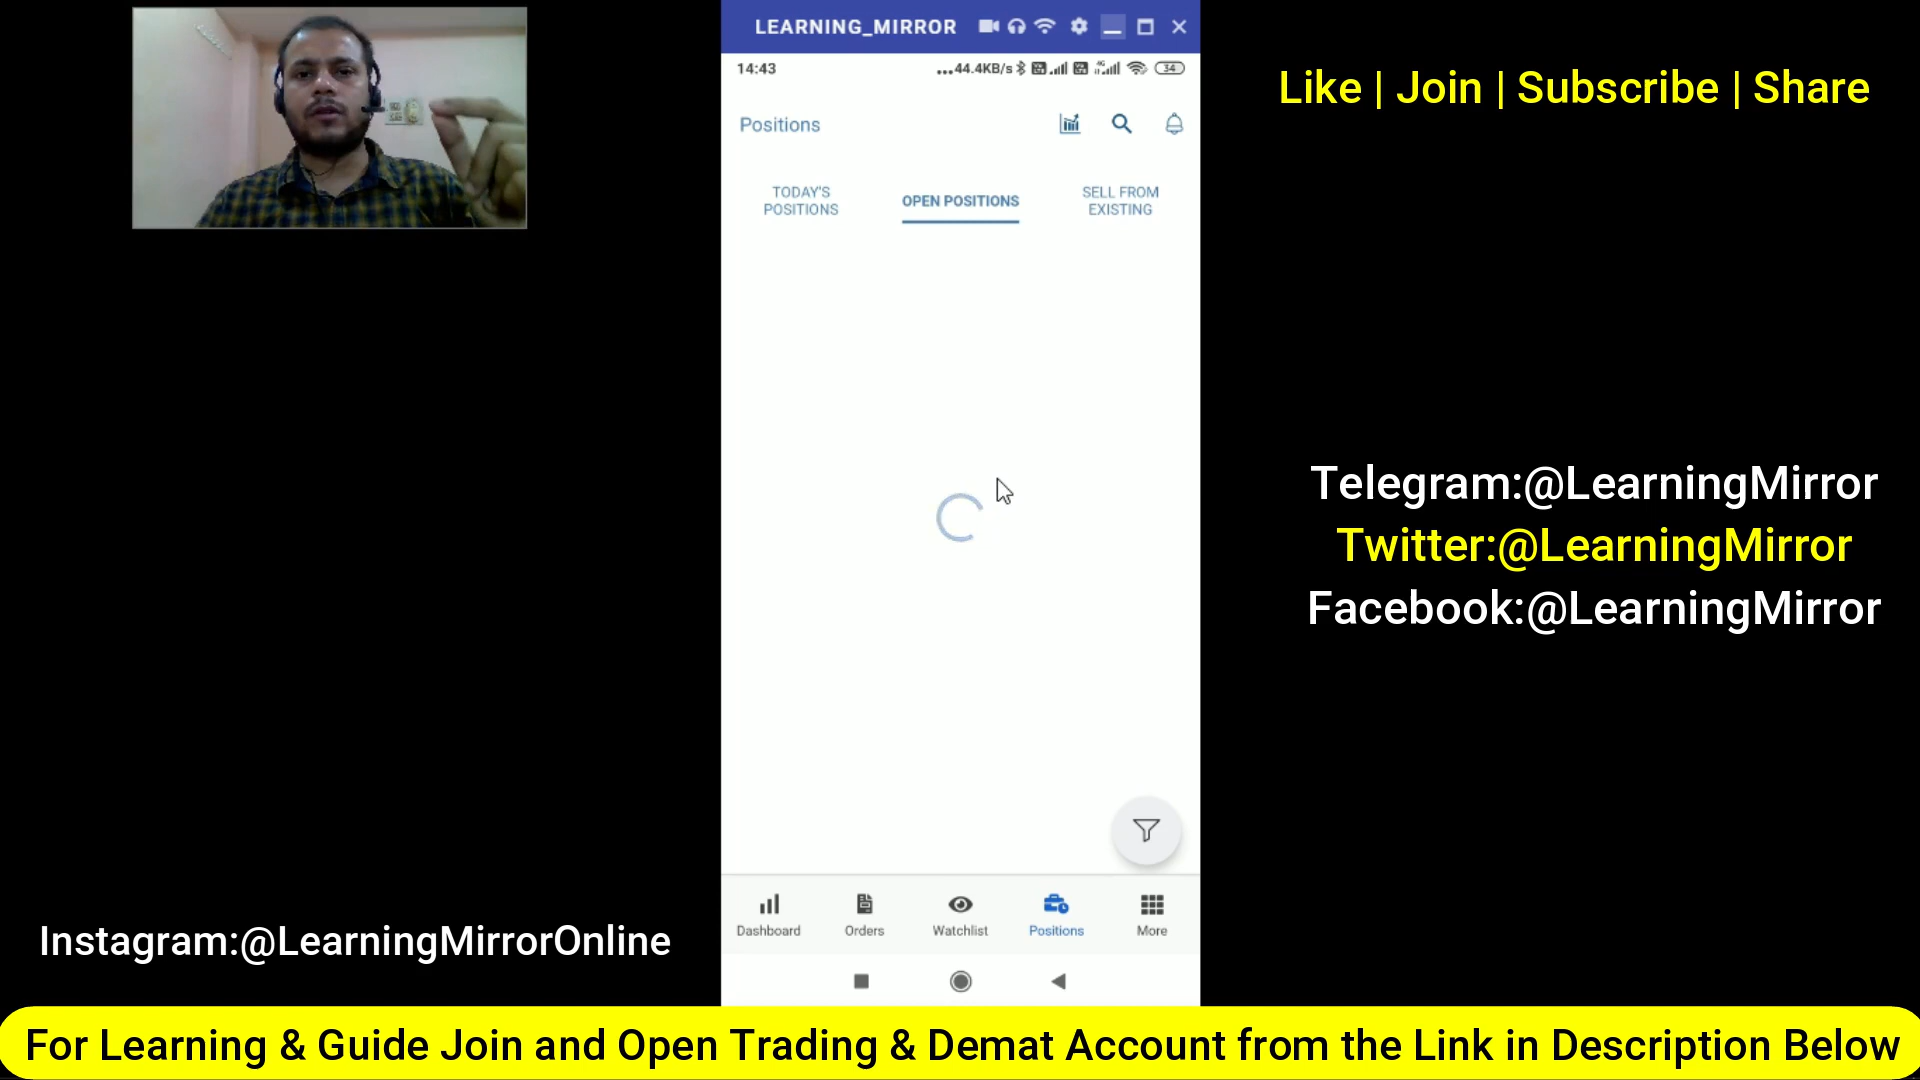 LEARNING_MIRROR
14:43
...44.4KB/s
4G
34
Positions
TODAY'S
POSITIONS
OPEN POSITIONS
SELL FROM
EXISTING
Dashboard
Orders
Watchlist
Positions
More
Like | Join | Subscribe | Share
Telegram:@LearningMirror
Twitter:@LearningMirror
Facebook:@LearningMirror
Instagram:@LearningMirrorOnline
For Learning & Guide Join and Open Trading & Demat Account from the Link in Description Below